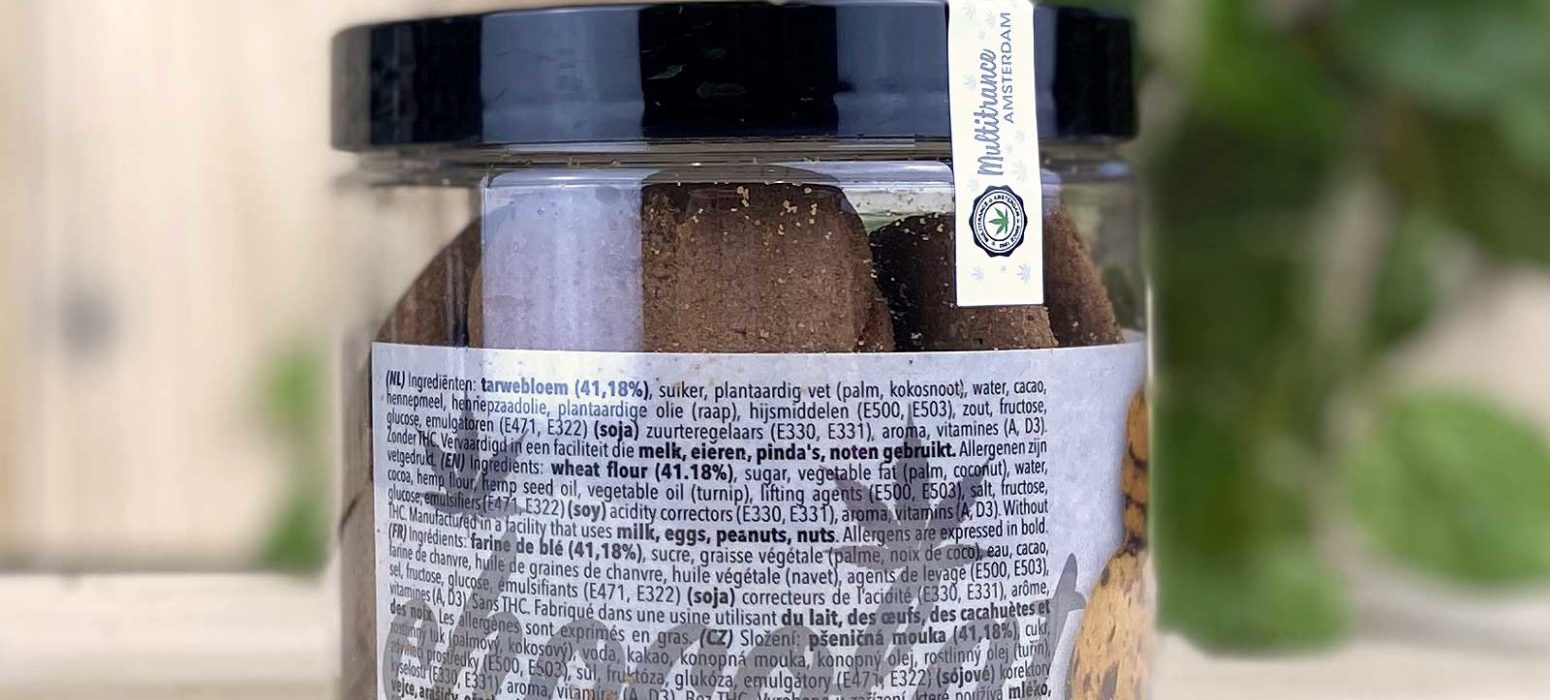 Multitrance
AMSTERDAM
(NL) Ingrediënten: tarwebloem (41,18%), suiker, plantaardig vet (palm, kokosnoot), water, cacao,
hennepmeel, hennepzaadolie, plantaardige olie (raap), hijsmiddelen (E500, E503), zout, fructose,
glucose, emulgatoren (E471, E322) (soja) zuurteregelaars (E330, E331), aroma, vitamines (A, D3).
Zonder THC. Vervaardigd in een faciliteit die melk, eieren, pinda's, noten gebruikt. Allergenen zijn
vetgedrukt. (EN) Ingredients: wheat flour (41.18%), sugar, vegetable fat (palm, coconut), water,
cocoa, hemp flour, hemp seed oil, vegetable oil (turnip), lifting agents (E500, E503), salt, fructose,
glucose, emulsifiers (E471, E322) (soy) acidity correctors (E330, E331), aroma, vitamins (A, D3). Without
THC. Manufactured in a facility that uses milk, eggs, peanuts, nuts. Allergens are expressed in bold.
(FR) Ingrédients: farine de blé (41,18%), sucre, graisse végétale (palme, noix de coco), eau, cacao,
farine de chanvre, huile de graines de chanvre, huile végétale (navet), agents de levage (E500, E503),
sel, fructose, glucose, émulsifiants (E471, E322) (soja) correcteurs de l'acidité (E330, E331), arôme,
vitamines (A, D3). Sans THC. Fabriqué dans une usine utilisant du lait, des œufs, des cacahuètes et
des noix. Les allergènes sont exprimés en gras. (CZ) Složení: pšeničná mouka (41,18%), cukr,
rostlinný tuk (palmový, kokosový), voda, kakao, konopná mouka, konopný olej, rostlinný olej (tuřín),
prostředky (E500, E503), sůl, fruktóza, glukóza, emulgátory (E471, E322) (sójové) korektory
kyselosti (E330, E331) aroma, vitamíny (A, D3). Bez THC. Vyrobeno v zařízení, které používá mléko,
vejce, arašídy,